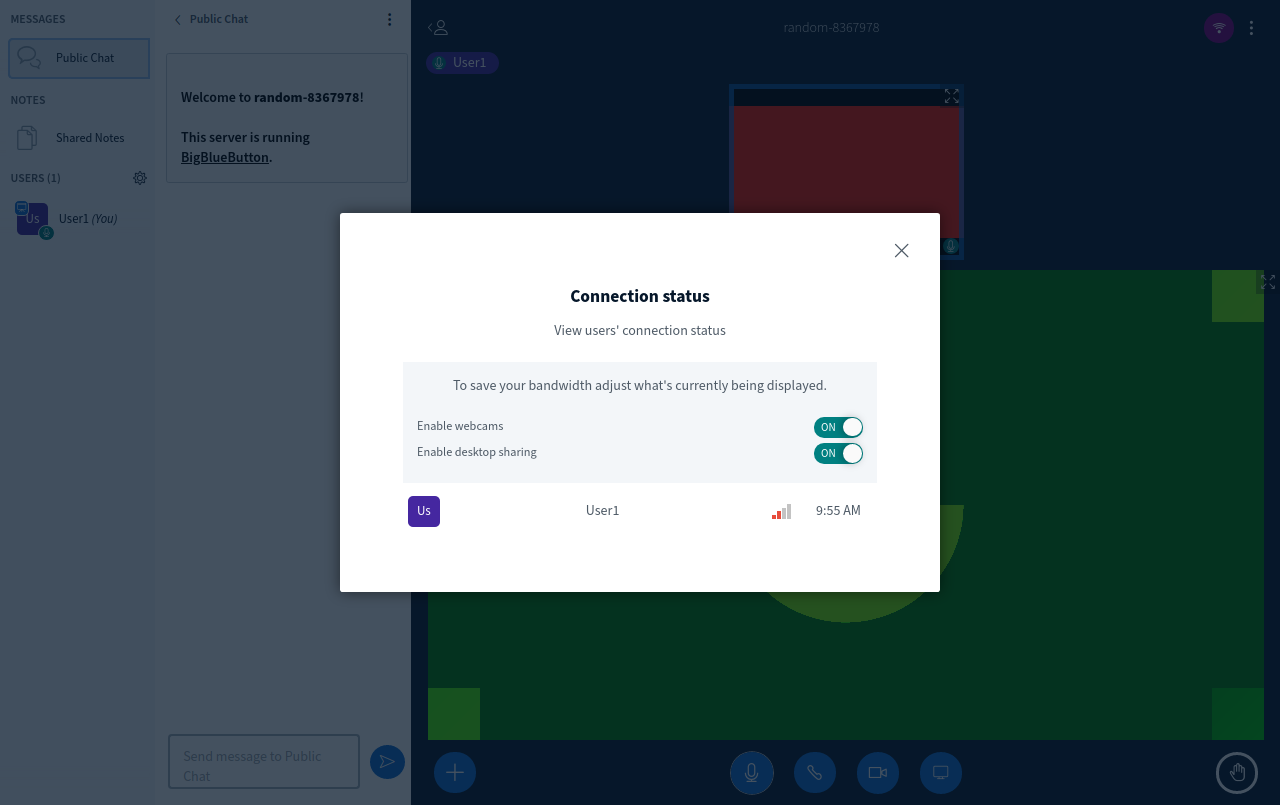 MESSAGES
Public Chat
NOTES
Shared Notes
USERS (1)
Us
User1 (You)
Public Chat
Welcome to random-8367978!
This server is running
BigBlueButton.
Send message to Public
Chat
random-8367978
User1
Connection status
View users' connection status
To save your bandwidth adjust what's currently being displayed.
Enable webcams
ON
Enable desktop sharing
ON
Us
User1
9:55 AM